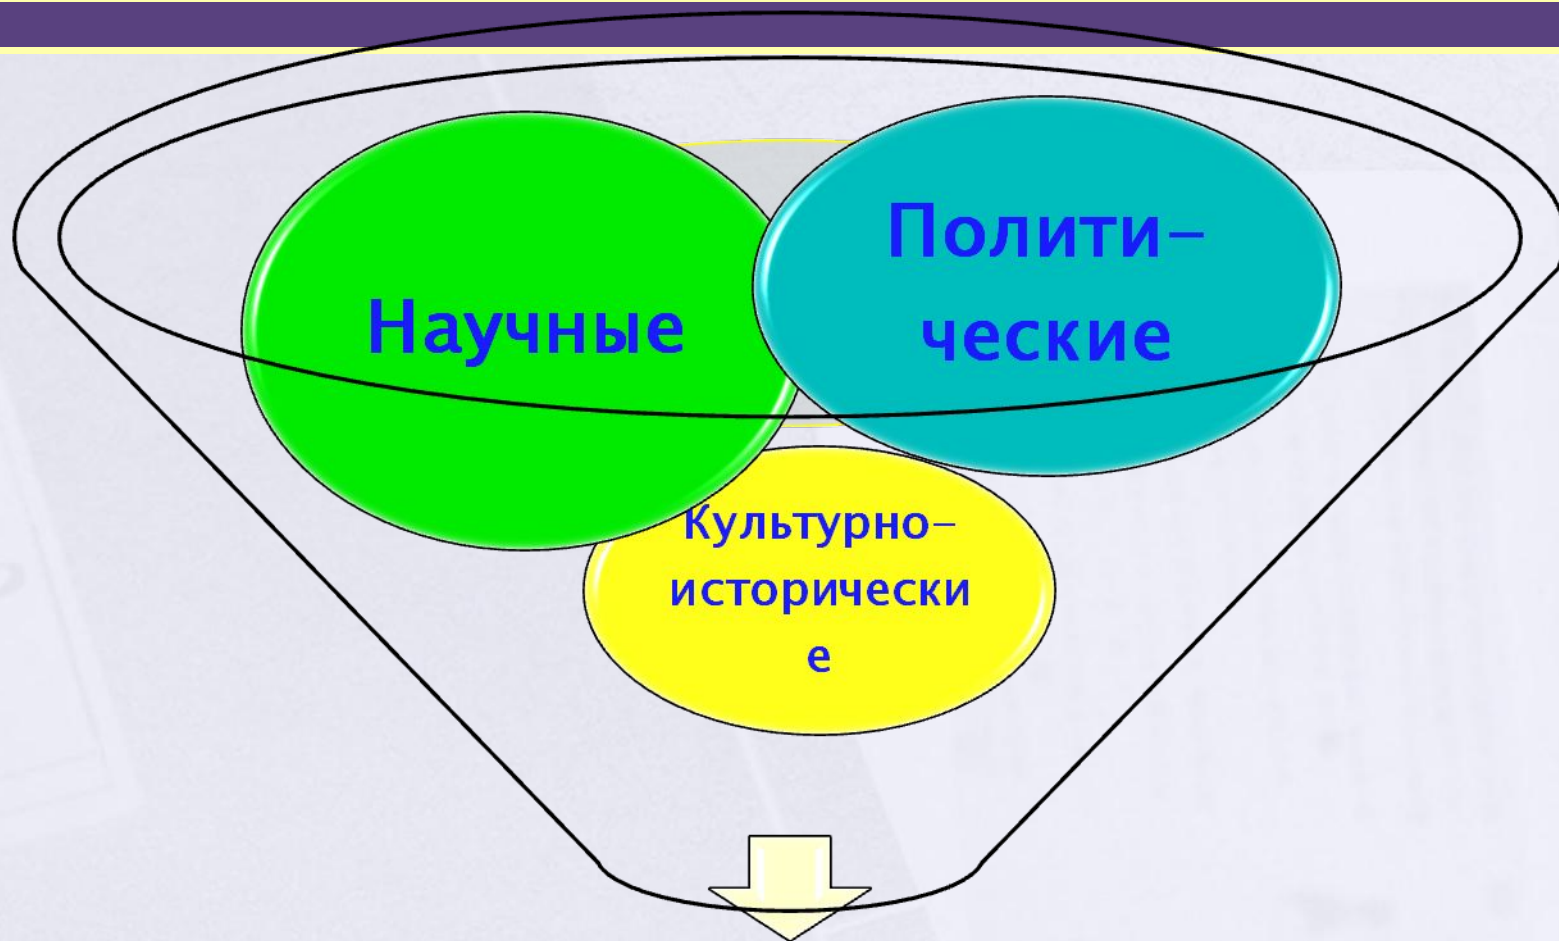 Научные
Полити-
ческие
Культурно-
исторически
е